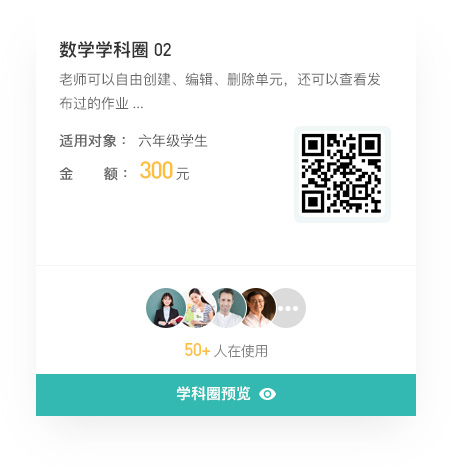 数学学科圈 02
老师可以自由创建、编辑、删除单元，还可以查看发
布过的作业 ...
适用对象： 六年级学生
金 额： 300 元
50+ 人在使用
学科圈预览